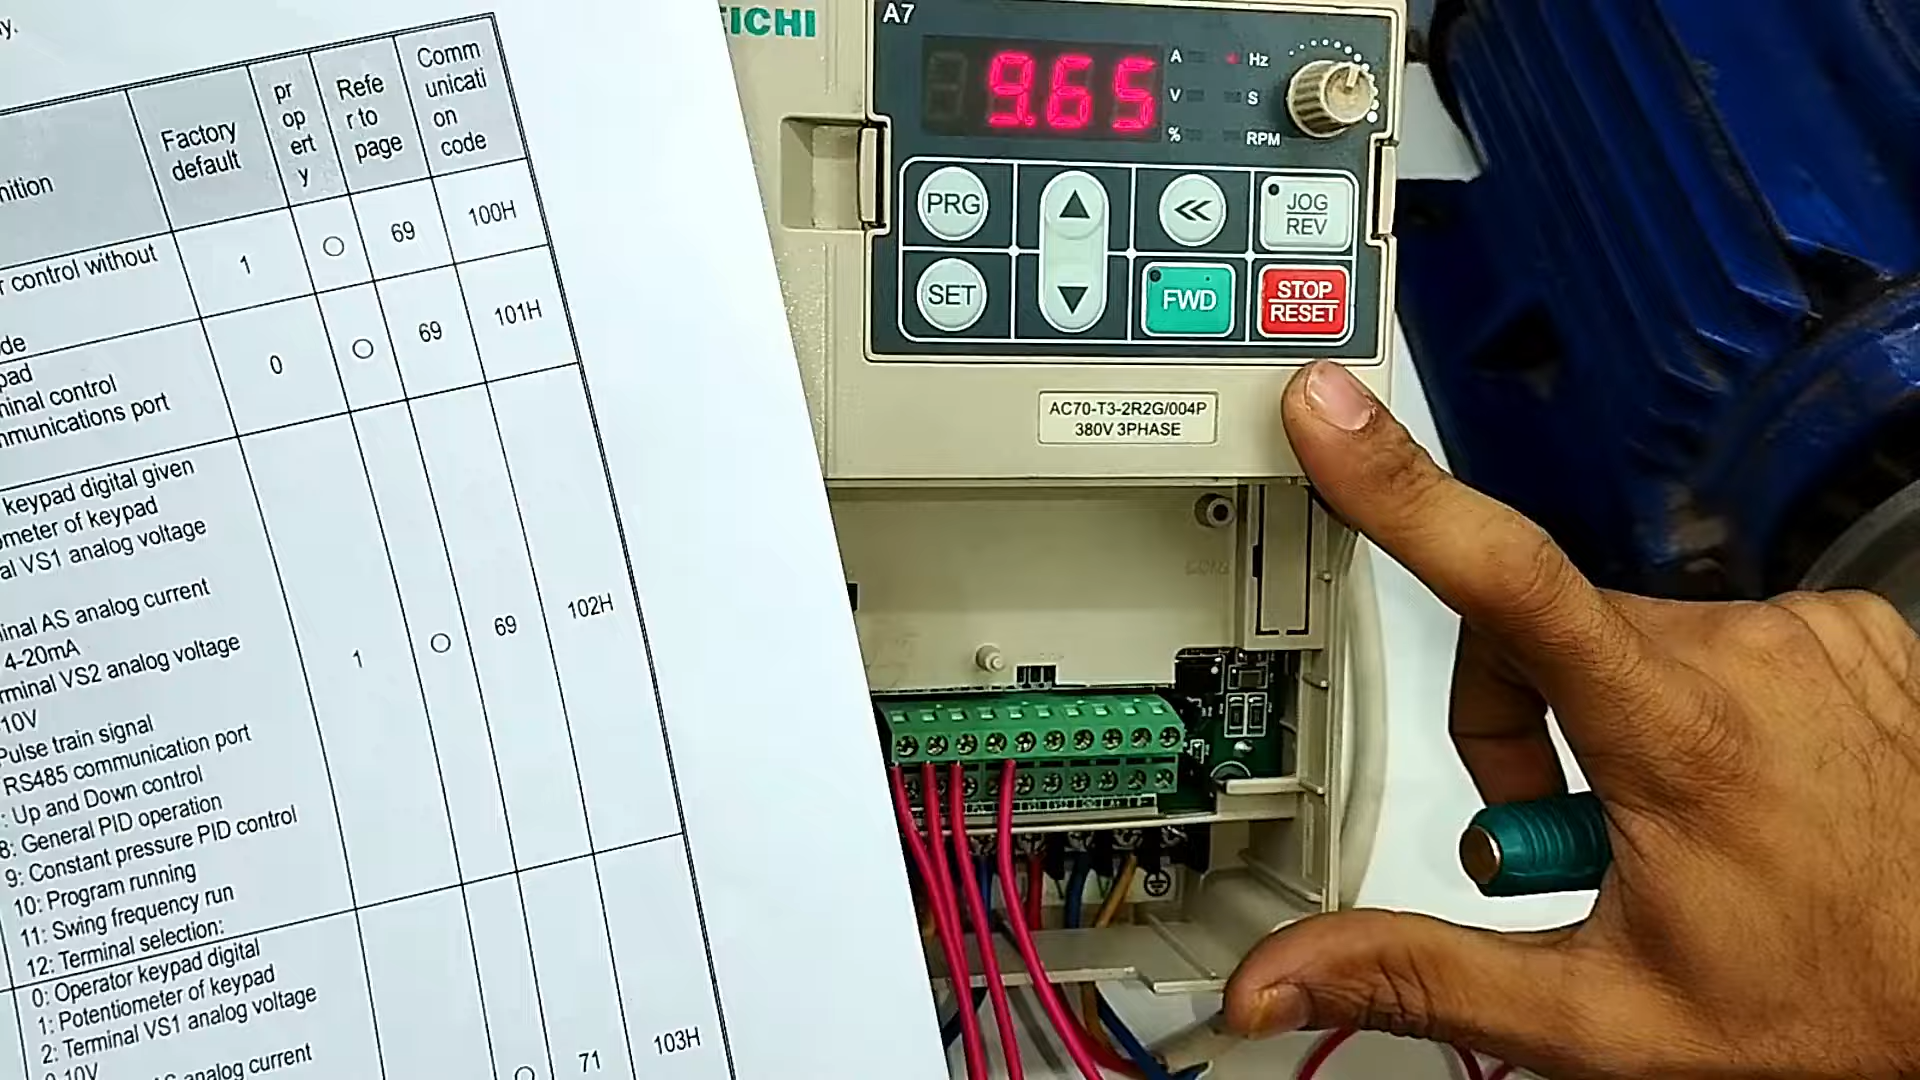 y.
nition
Factory
default
pr
op
ert
y
Refe
r to
page
Comm
unicati
on
code
r control without
de
1
69
100H
pad
minal control
mmunications port
0
69
101H
keypad digital given
ometer of keypad
al VS1 analog voltage
inal AS analog current
4-20mA
rminal VS2 analog voltage
10V
Pulse train signal
RS485 communication port
: Up and Down control
8: General PID operation
9: Constant pressure PID control
10: Program running
11: Swing frequency run
12: Terminal selection:
1
69
102H
0: Operator keypad digital
1: Potentiometer of keypad
2: Terminal VS1 analog voltage
0-10V
analog current
71
103H
EICHI
A7
9.65
A
Hz
V
S
%
RPM
PRG
JOG
REV
SET
FWD
STOP
RESET
AC70-T3-2R2G/004P
380V 3PHASE